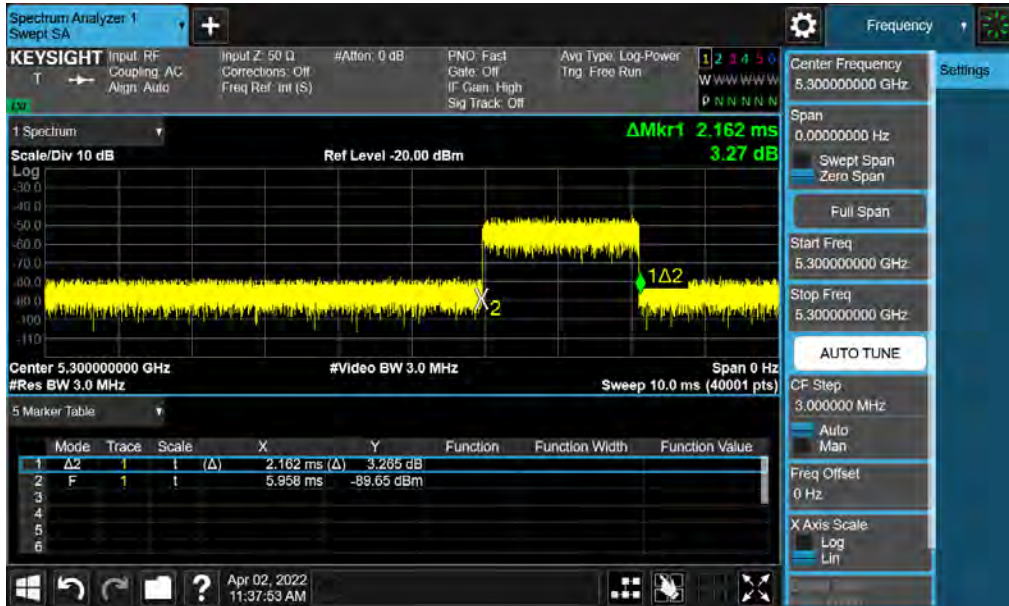 Spectrum Analyzer 1
Swept SA
Frequency
KEYSIGHT Input: RF Input Z: 50 Ω #Atten: 0 dB PNO: Fast Avg Type: Log-Power 1 2 3 4 5 6
T Coupling: AC Corrections: Off Gate: Off Trig: Free Run
Align: Auto Freq Ref: Int (S) IF Gain: High W W W W W W
Sig Track: Off P N N N N N
LXI
Center Frequency
5.300000000 GHz
Settings
Span
0.00000000 Hz
Swept Span
Zero Span
Full Span
Start Freq
5.300000000 GHz
Stop Freq
5.300000000 GHz
AUTO TUNE
CF Step
3.000000 MHz
Auto
Man
Freq Offset
0 Hz
X Axis Scale
Log
Lin
1 Spectrum ΔMkr1 2.162 ms
Scale/Div 10 dB Ref Level -20.00 dBm 3.27 dB
Log
-30.0
-40.0
-50.0
-60.0
-70.0
-80.0
-90.0
-100
-110
1Δ2
2
Center 5.300000000 GHz #Video BW 3.0 MHz Span 0 Hz
#Res BW 3.0 MHz Sweep 10.0 ms (40001 pts)
5 Marker Table
Mode Trace Scale X Y Function Function Width Function Value
1 Δ2 1 t (Δ) 2.162 ms (Δ) 3.265 dB
2 F 1 t 5.958 ms -89.65 dBm
3
4
5
6
? Apr 02, 2022
11:37:53 AM